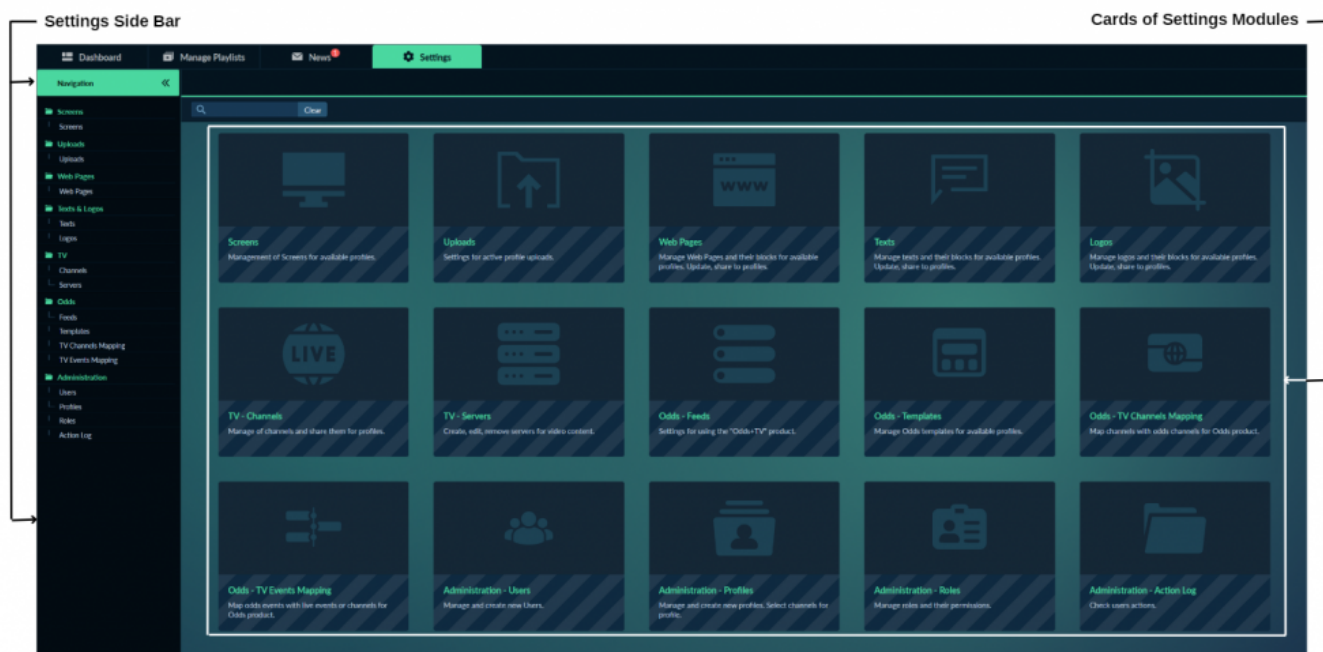 Settings Side Bar
Cards of Settings Modules
Dashboard
Manage Playlists
News
Settings
Navigation
Clear
Screens
Screens
Uploads
Uploads
Web Pages
Web Pages
Texts & Logos
Texts
Logos
TV
Channels
Servers
Odds
Feeds
Templates
TV Channels Mapping
TV Events Mapping
Administration
Users
Profiles
Roles
Action Log
Screens
Management of Screens for available profiles.
Uploads
Settings for active profile uploads.
WWW
Web Pages
Manage Web Pages and their blocks for available
profiles. Update, share to profiles.
Texts
Manage texts and their blocks for available profiles.
Update, share to profiles.
Logos
Manage logos and their blocks for available profiles.
Update, share to profiles.
LIVE
TV - Channels
Manage of channels and share them for profiles.
TV - Servers
Create, edit, remove servers for video content.
Odds - Feeds
Settings for using the "Odds+TV" product.
Odds - Templates
Manage Odds templates for available profiles.
Odds - TV Channels Mapping
Map channels with odds channels for Odds product.
Odds - TV Events Mapping
Map odds events with live events or channels for
Odds product.
Administration - Users
Manage and create new Users.
Administration - Profiles
Manage and create new profiles. Select channels for
profile.
Administration - Roles
Manage roles and their permissions.
Administration - Action Log
Check users actions.